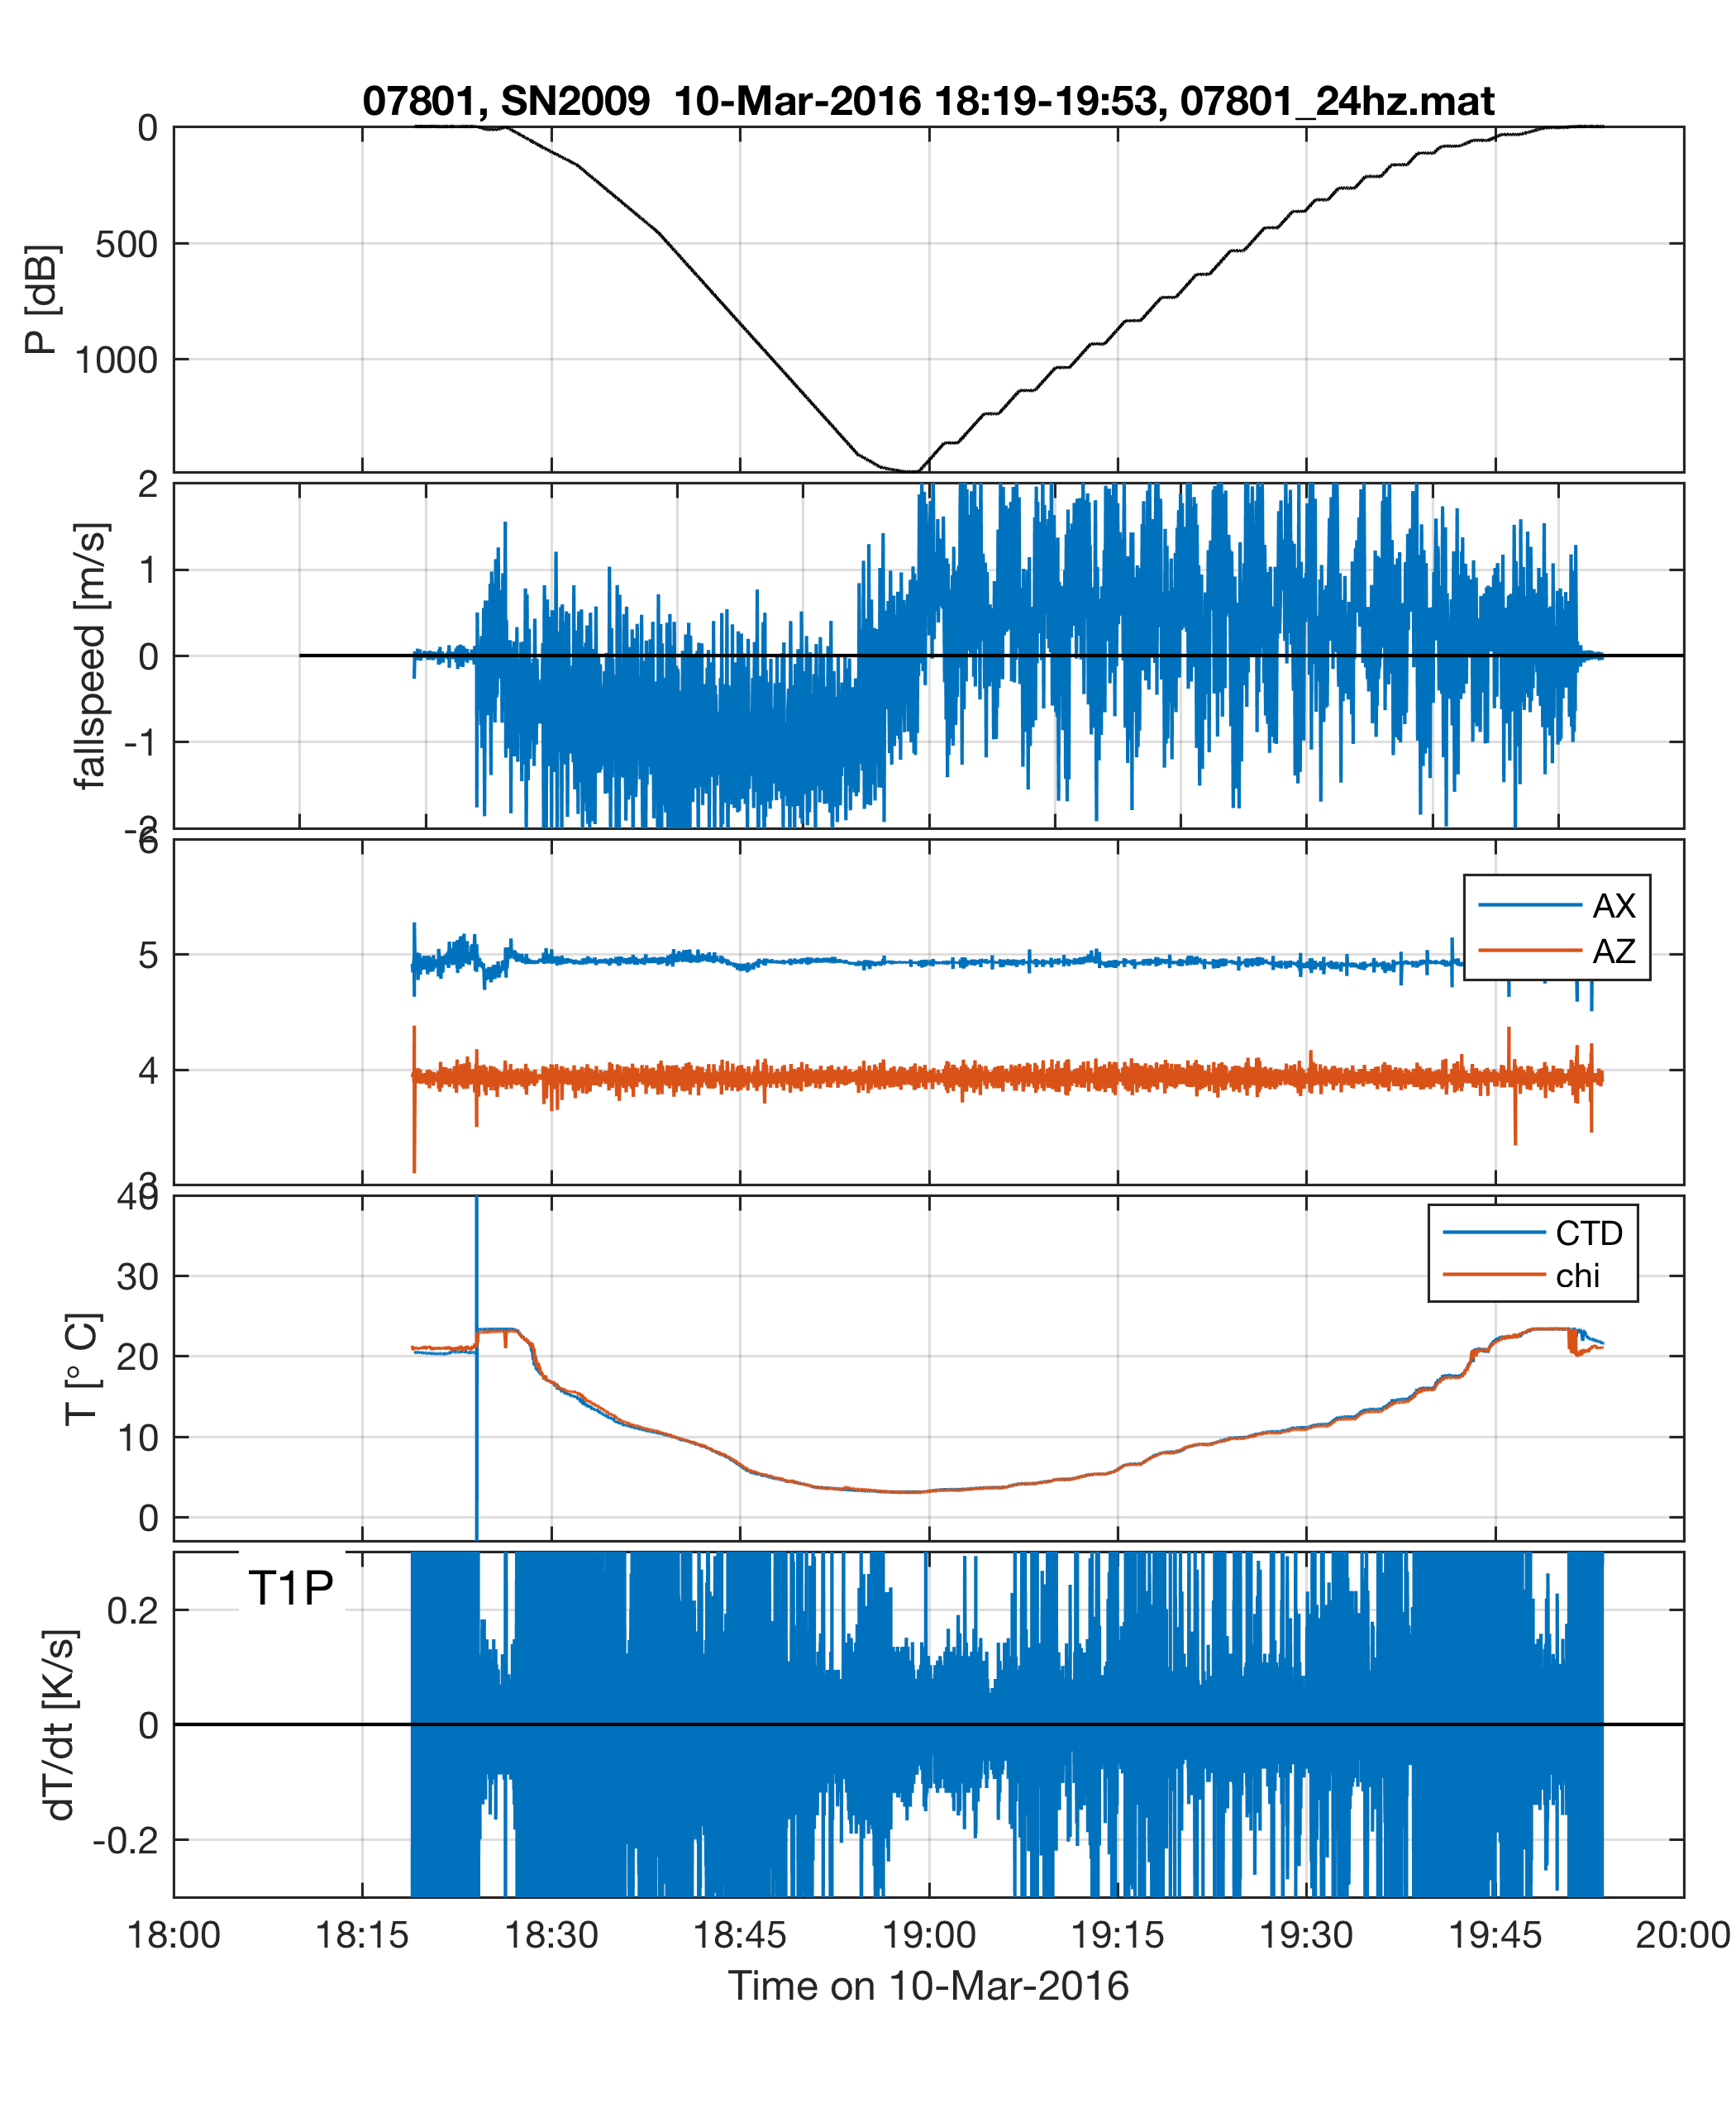 07801, SN2009 10-Mar-2016 18:19-19:53, 07801_24hz.mat
0
500
1000
P [dB]
2
1
0
-1
-2
fallspeed [m/s]
6
5
4
3
AX
AZ
40
30
20
10
0
T [° C]
CTD
chi
T1P
0.2
0
-0.2
dT/dt [K/s]
18:00 18:15 18:30 18:45 19:00 19:15 19:30 19:45 20:00
Time on 10-Mar-2016